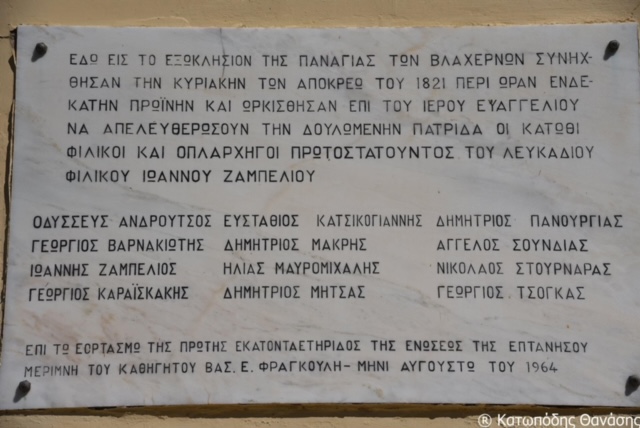 ΕΔΩ ΕΙΣ ΤΟ ΕΞΩΚΛΗΣΙΟΝ ΤΗΣ ΠΑΝΑΓΙΑΣ ΤΩΝ ΒΛΑΧΕΡΝΩΝ ΣΥΝΗΧ-
ΘΗΣΑΝ ΤΗΝ ΚΥΡΙΑΚΗΝ ΤΩΝ ΑΠΟΚΡΕΩ ΤΟΥ 1821 ΠΕΡΙ ΩΡΑΝ ΕΝΔΕ-
ΚΑΤΗΝ ΠΡΩΪΝΗΝ ΚΑΙ ΩΡΚΙΣΘΗΣΑΝ ΕΠΙ ΤΟΥ ΙΕΡΟΥ ΕΥΑΓΓΕΛΙΟΥ
ΝΑ ΑΠΕΛΕΥΘΕΡΩΣΟΥΝ ΤΗΝ ΔΟΥΛΩΜΕΝΗΝ ΠΑΤΡΙΔΑ ΟΙ ΚΑΤΩΘΙ
ΦΙΛΙΚΟΙ ΚΑΙ ΟΠΛΑΡΧΗΓΟΙ ΠΡΩΤΟΣΤΑΤΟΥΝΤΟΣ ΤΟΥ ΛΕΥΚΑΔΙΟΥ
ΦΙΛΙΚΟΥ ΙΩΑΝΝΟΥ ΖΑΜΠΕΛΙΟΥ
ΟΔΥΣΣΕΥΣ ΑΝΔΡΟΥΤΣΟΣ ΕΥΣΤΑΘΙΟΣ ΚΑΤΣΙΚΟΓΙΑΝΝΗΣ ΔΗΜΗΤΡΙΟΣ ΠΑΝΟΥΡΓΙΑΣ
ΓΕΩΡΓΙΟΣ ΒΑΡΝΑΚΙΩΤΗΣ ΔΗΜΗΤΡΙΟΣ ΜΑΚΡΗΣ ΑΓΓΕΛΟΣ ΣΟΥΝΔΙΑΣ
ΙΩΑΝΝΗΣ ΖΑΜΠΕΛΙΟΣ ΗΛΙΑΣ ΜΑΥΡΟΜΙΧΑΛΗΣ ΝΙΚΟΛΑΟΣ ΣΤΟΥΡΝΑΡΑΣ
ΓΕΩΡΓΙΟΣ ΚΑΡΑΪΣΚΑΚΗΣ ΔΗΜΗΤΡΙΟΣ ΜΗΤΣΑΣ ΓΕΩΡΓΙΟΣ ΤΣΟΓΚΑΣ
ΕΠΙ ΤΩ ΕΟΡΤΑΣΜΩ ΤΗΣ ΠΡΩΤΗΣ ΕΚΑΤΟΝΤΑΕΤΗΡΙΔΟΣ ΤΗΣ ΕΝΩΣΕΩΣ ΤΗΣ ΕΠΤΑΝΗΣΟΥ
ΜΕΡΙΜΝΗ ΤΟΥ ΚΑΘΗΓΗΤΟΥ ΒΑΣ. Ε. ΦΡΑΓΚΟΥΛΗ – ΜΗΝΙ ΑΥΓΟΥΣΤΩ ΤΟΥ 1964
® Κατωπόδης Θανάσης